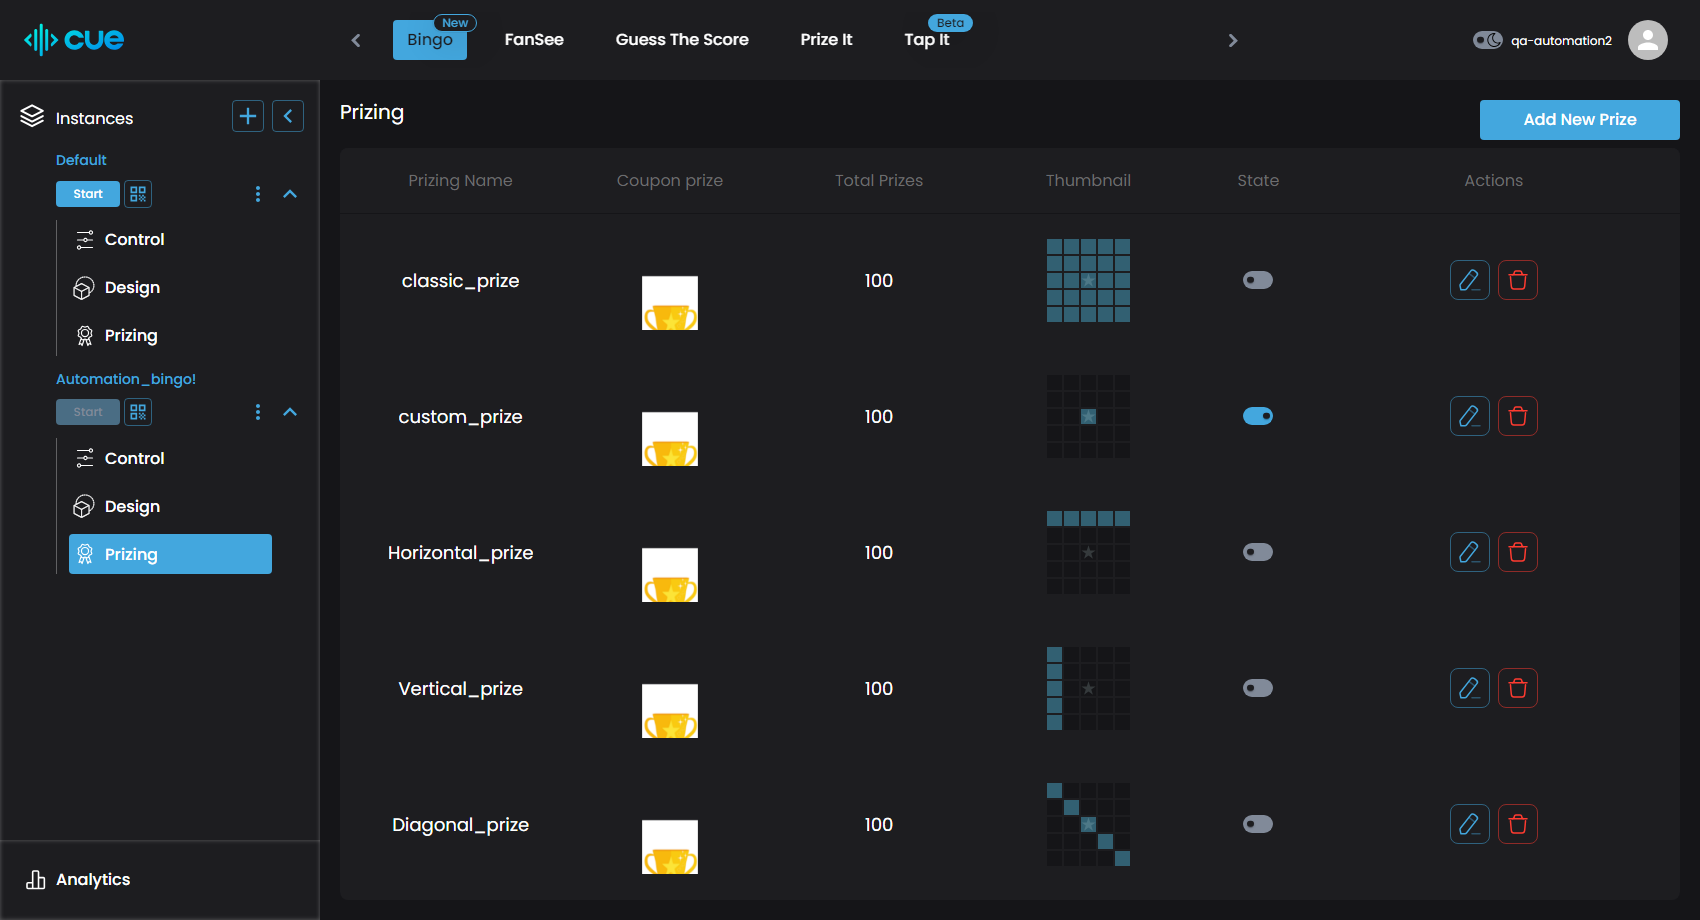 cue
Bingo
New
FanSee
Guess The Score
Prize It
Tap It
Beta
qa-automation2
Instances
Default
Start
Control
Design
Prizing
Automation_bingo!
Start
Control
Design
Prizing
Analytics
Prizing
Add New Prize
Prizing Name Coupon prize Total Prizes Thumbnail State Actions
classic_prize 100
custom_prize 100
Horizontal_prize 100
Vertical_prize 100
Diagonal_prize 100